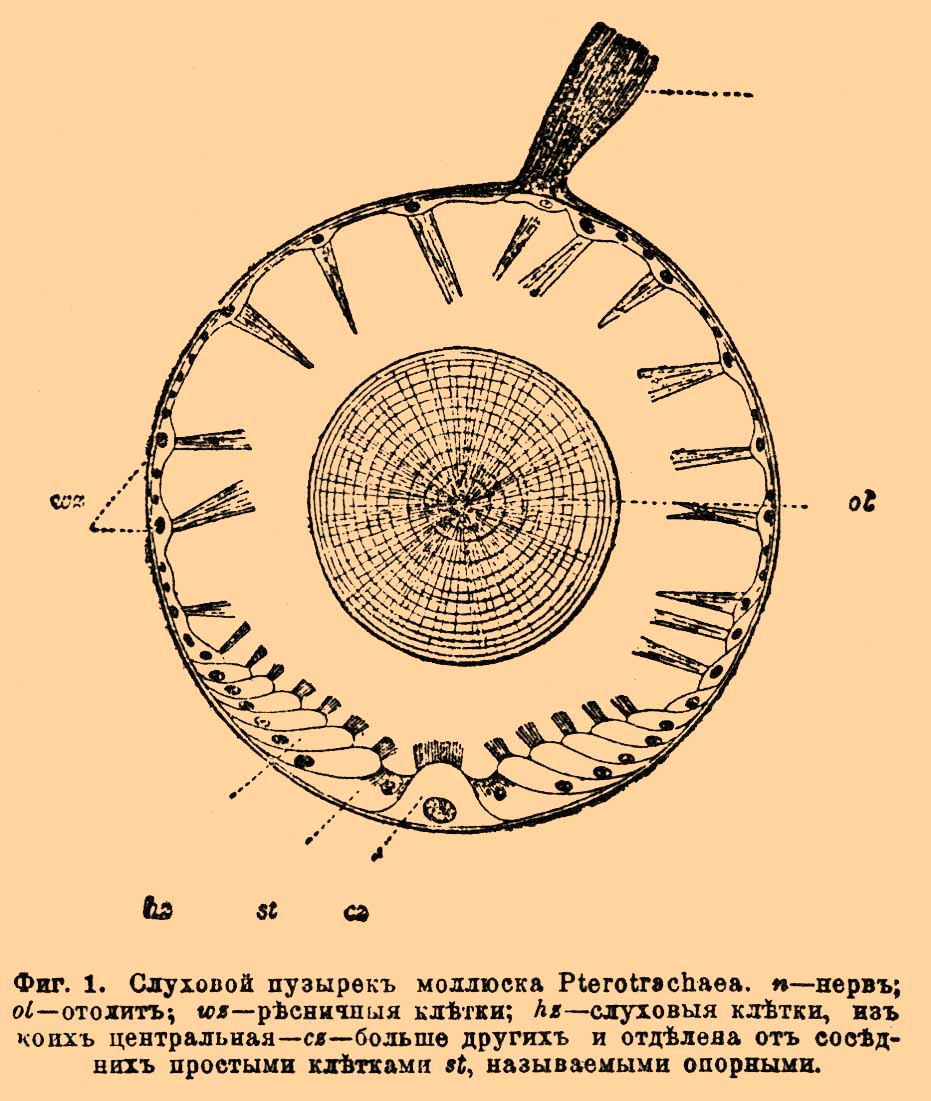 wz
ot
hz
st
cz
Фиг. 1. Слуховой пузырекъ моллюска Pterotrachaea. n—нервъ;
ol—отолитъ; wz—рѣсничныя клѣтки; hz—слуховыя клѣтки, изъ
коихъ центральная—cz—больше другихъ и отдѣлена отъ сосѣд-
нихъ простыми клѣтками st, называемыми опорными.